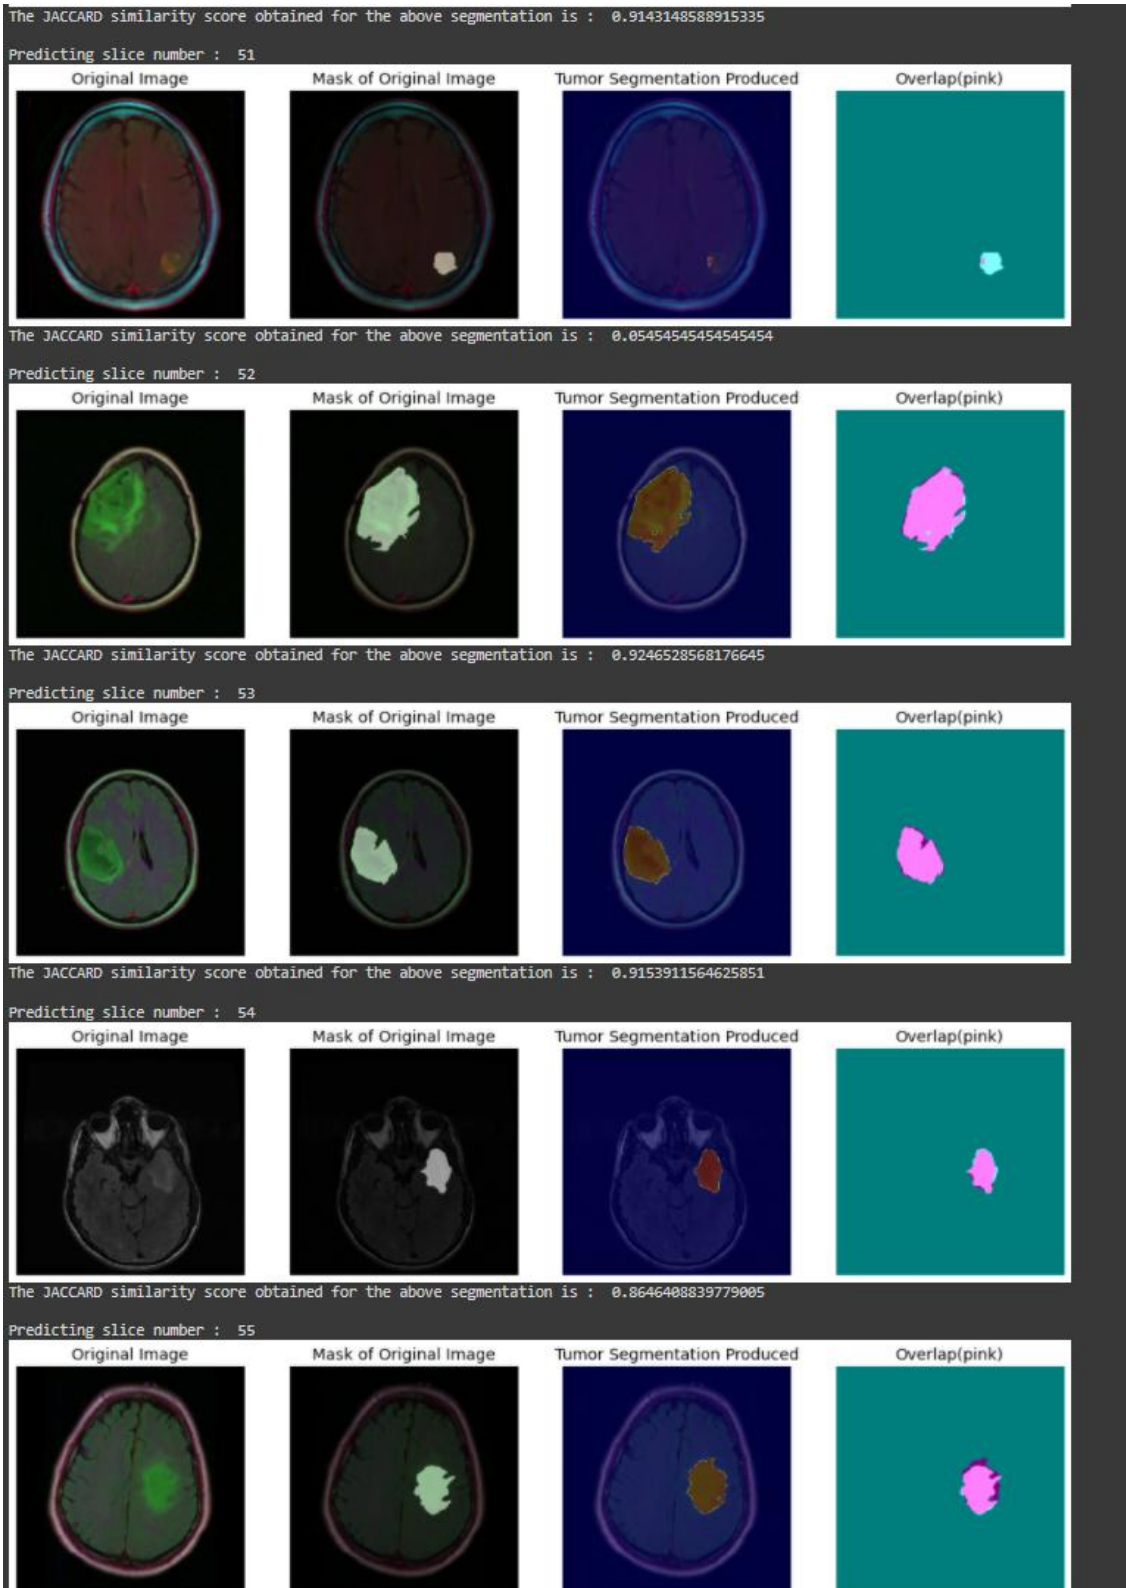 The JACCARD similarity score obtained for the above segmentation is :  0.9143148588915335
Predicting slice number :  51
Original Image Mask of Original Image Tumor Segmentation Produced Overlap(pink)
The JACCARD similarity score obtained for the above segmentation is :  0.05454545454545454
Predicting slice number :  52
Original Image Mask of Original Image Tumor Segmentation Produced Overlap(pink)
The JACCARD similarity score obtained for the above segmentation is :  0.9246528568176645
Predicting slice number :  53
Original Image Mask of Original Image Tumor Segmentation Produced Overlap(pink)
The JACCARD similarity score obtained for the above segmentation is :  0.9153911564625851
Predicting slice number :  54
Original Image Mask of Original Image Tumor Segmentation Produced Overlap(pink)
The JACCARD similarity score obtained for the above segmentation is :  0.8646408839779005
Predicting slice number :  55
Original Image Mask of Original Image Tumor Segmentation Produced Overlap(pink)